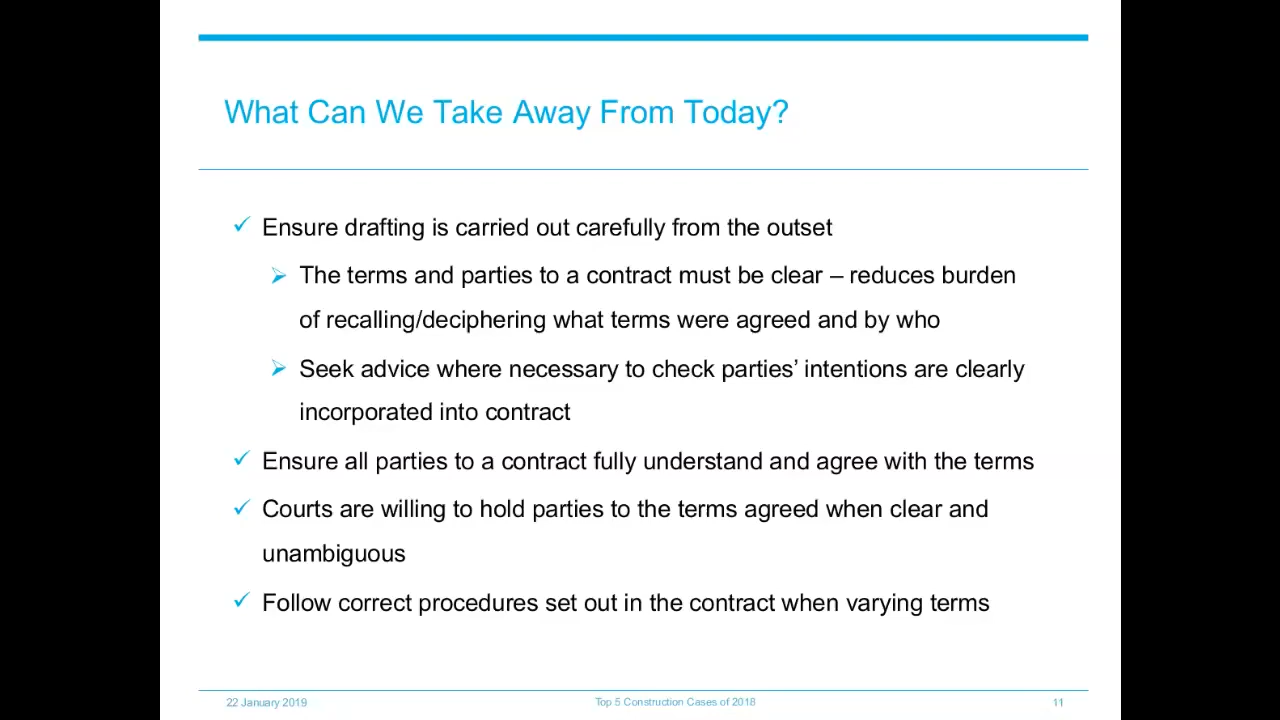 What Can We Take Away From Today?
Ensure drafting is carried out carefully from the outset
The terms and parties to a contract must be clear – reduces burden
of recalling/deciphering what terms were agreed and by who
Seek advice where necessary to check parties’ intentions are clearly
incorporated into contract
Ensure all parties to a contract fully understand and agree with the terms
Courts are willing to hold parties to the terms agreed when clear and
unambiguous
Follow correct procedures set out in the contract when varying terms
22 January 2019
Top 5 Construction Cases of 2018
11